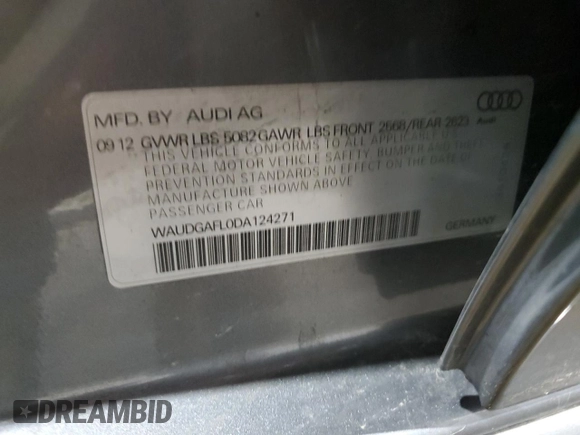 MFD. BY AUDI AG
09 12 GVWR LBS 5082 GAWR LBS FRONT 2568/REAR 2623 Audi
THIS VEHICLE CONFORMS TO ALL APPLICABLE U.S.
FEDERAL MOTOR VEHICLE SAFETY, BUMPER AND THEFT
PREVENTION STANDARDS IN EFFECT ON THE DATE OF
MANUFACTURE SHOWN ABOVE
PASSENGER CAR
WAUDGAFL0DA124271 GERMANY
DREAMBID